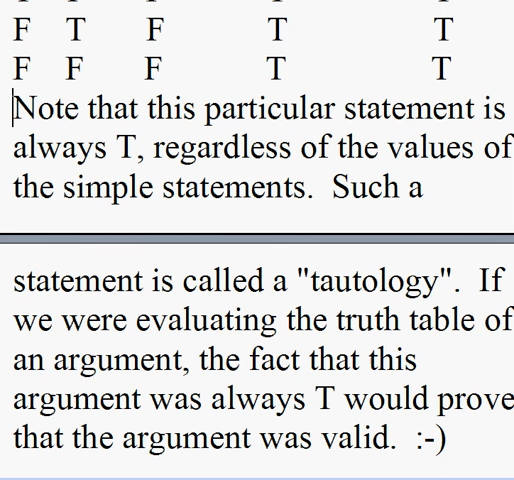 F T F T T
F F F T T
Note that this particular statement is
always T, regardless of the values of
the simple statements. Such a
statement is called a "tautology". If
we were evaluating the truth table of
an argument, the fact that this
argument was always T would prove
that the argument was valid. :-)